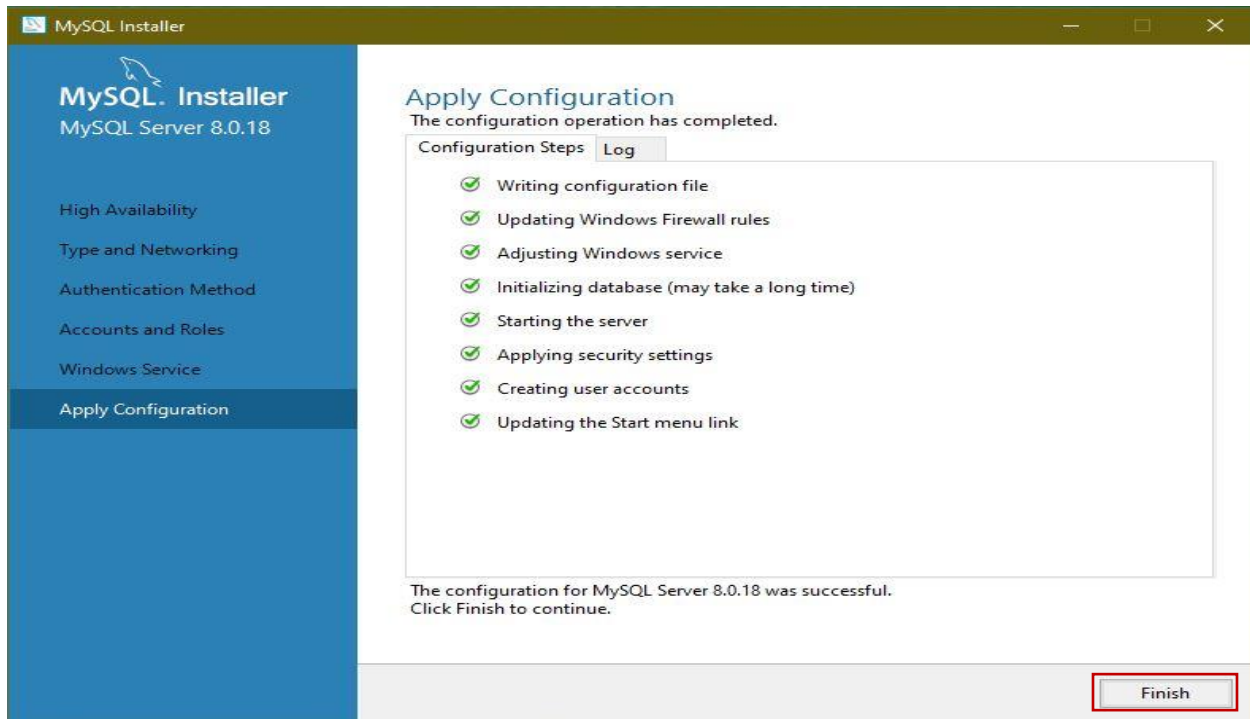 MySQL Installer
MySQL. Installer
MySQL Server 8.0.18
High Availability
Type and Networking
Authentication Method
Accounts and Roles
Windows Service
Apply Configuration
Apply Configuration
The configuration operation has completed.
Configuration Steps Log
Writing configuration file
Updating Windows Firewall rules
Adjusting Windows service
Initializing database (may take a long time)
Starting the server
Applying security settings
Creating user accounts
Updating the Start menu link
The configuration for MySQL Server 8.0.18 was successful.
Click Finish to continue.
Finish